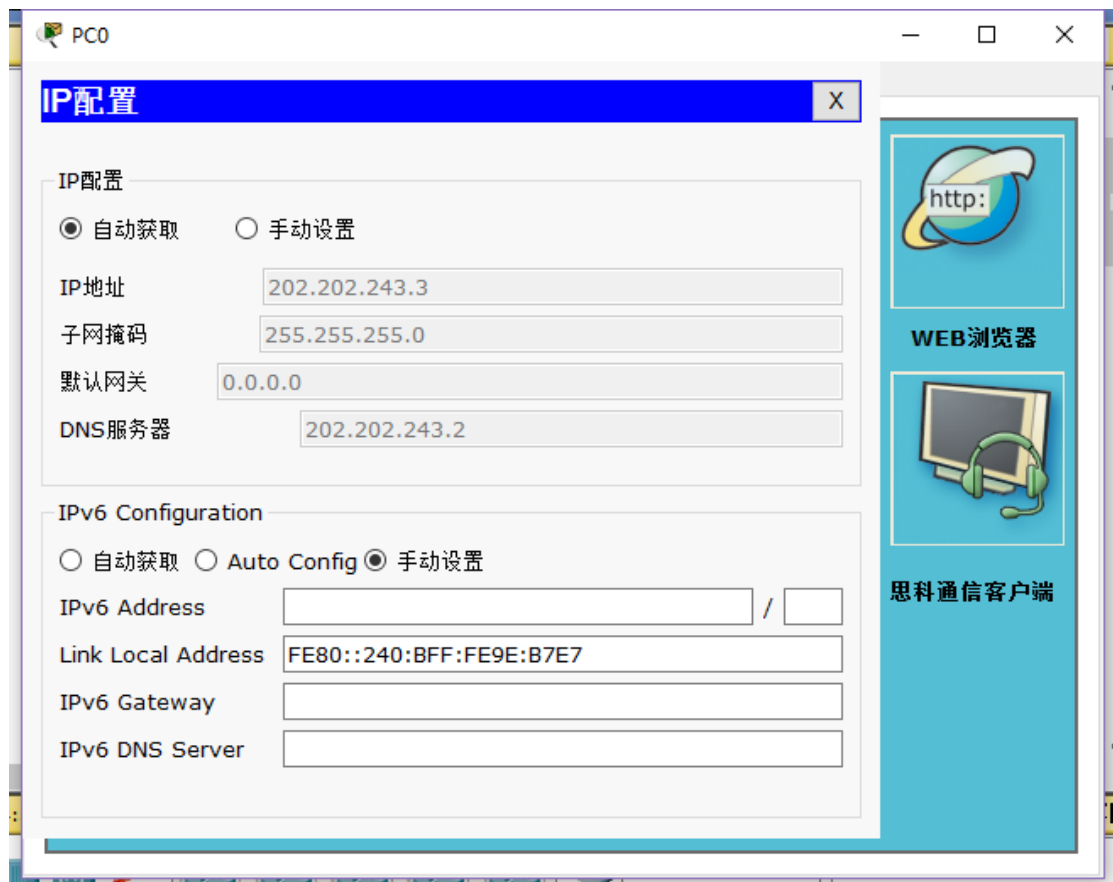 PC0
IP配置
X
IP配置
自动获取 手动设置
IP地址 202.202.243.3
子网掩码 255.255.255.0
默认网关 0.0.0.0
DNS服务器 202.202.243.2
IPv6 Configuration
自动获取 Auto Config 手动设置
IPv6 Address /
Link Local Address FE80::240:BFF:FE9E:B7E7
IPv6 Gateway
IPv6 DNS Server
http:
WEB浏览器
思科通信客户端